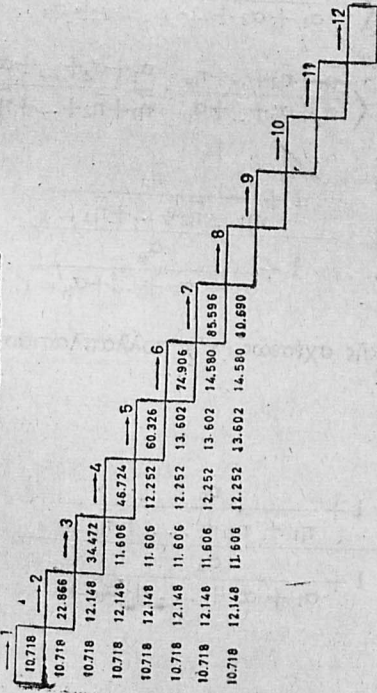 → 1
10.718 → 2
10.718 22.866 → 3
10.718 12.148 34.472 → 4
10.718 12.148 11.606 46.724 → 5
10.718 12.148 11.606 12.252 60.326 → 6
10.718 12.148 11.606 12.252 13.602 74.906 → 7
10.718 12.148 11.606 12.252 13.602 14.580 85.596 → 8
10.718 12.148 11.606 12.252 13.602 14.580 10.690 → 9
→ 10
→ 11
→ 12